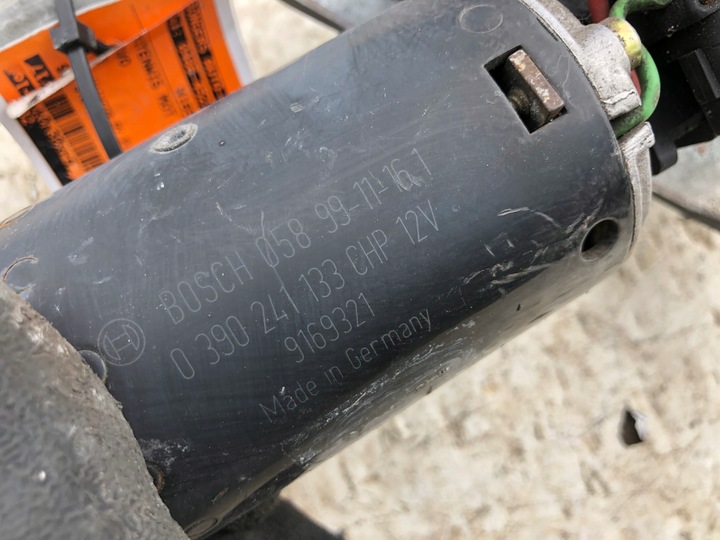 BOSCH 058 99-11-16.1
0 390 241 133 CHP 12V
9169321
Made in Germany